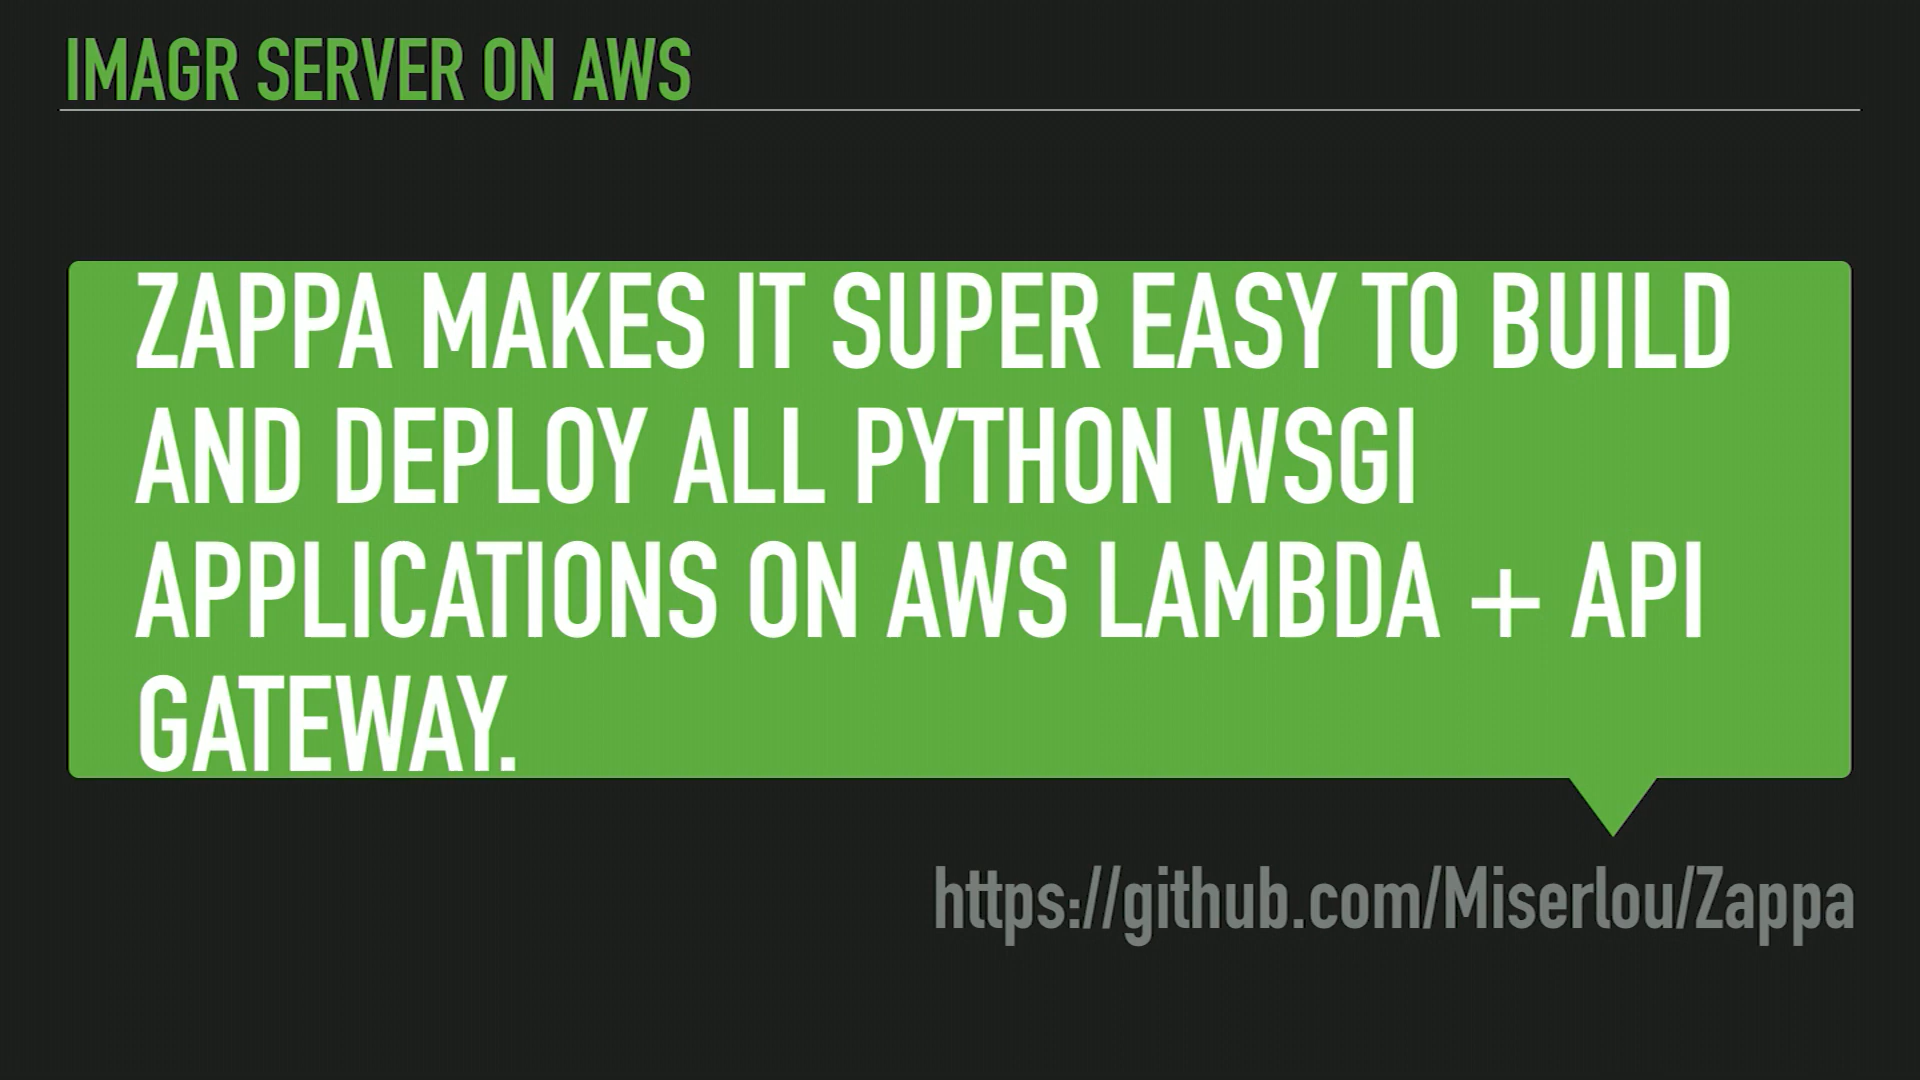 IMAGR SERVER ON AWS
ZAPPA MAKES IT SUPER EASY TO BUILD
AND DEPLOY ALL PYTHON WSGI
APPLICATIONS ON AWS LAMBDA + API
GATEWAY.
https://github.com/Miserlou/Zappa